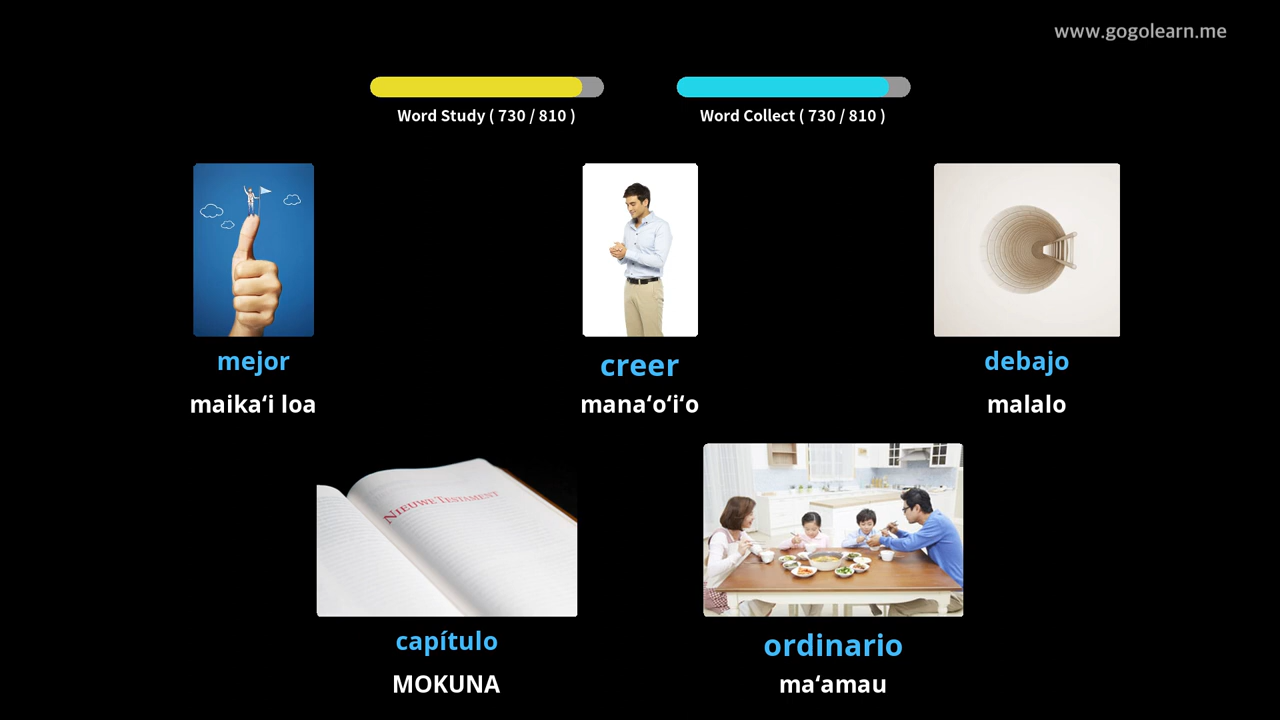 www.gogolearn.me
Word Study ( 730 / 810 )
Word Collect ( 730 / 810 )
mejor
creer
debajo
maikaʻi loa
manaʻoʻiʻo
malalo
NIEUWE TESTAMENT
capítulo
ordinario
MOKUNA
maʻamau